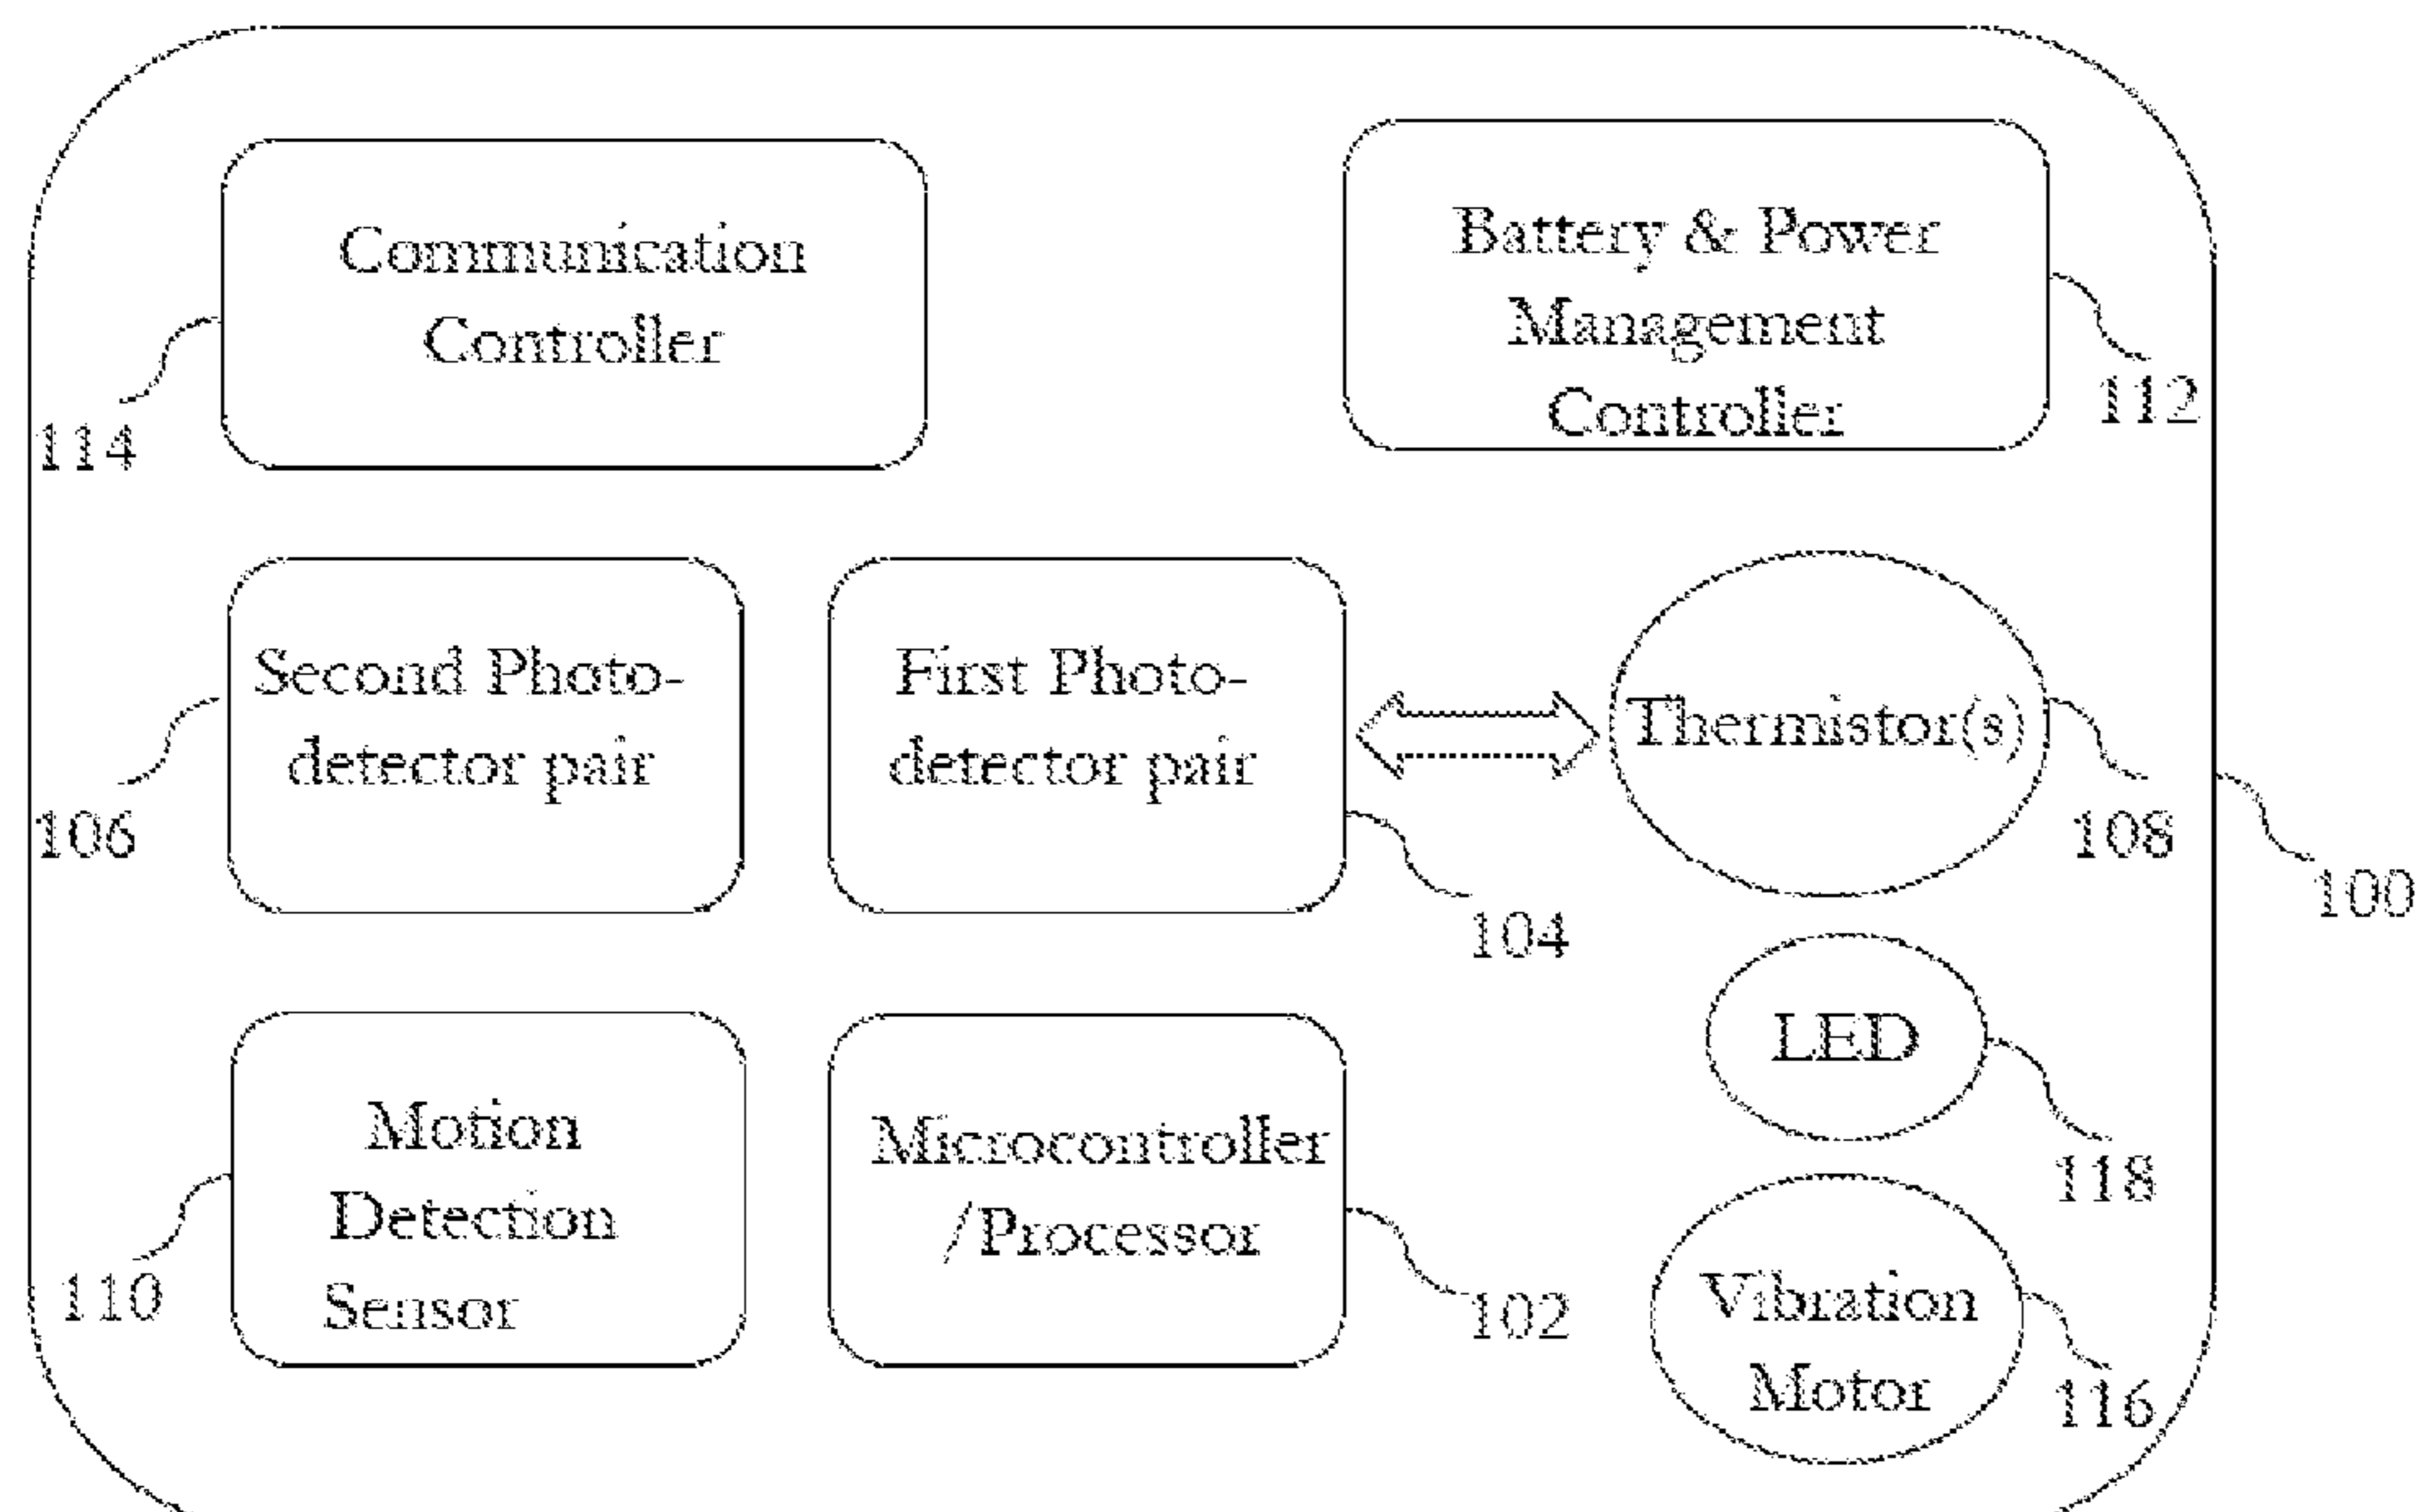 Communication
Controller
114
Battery & Power
Management
Controller
112
Second Photo-
detector pair
106
First Photo-
detector pair
104
Thermistor(s)
108
100
LED
118
Motion
Detection
Sensor
110
Microcontroller
/Processor
102
Vibration
Motor
116